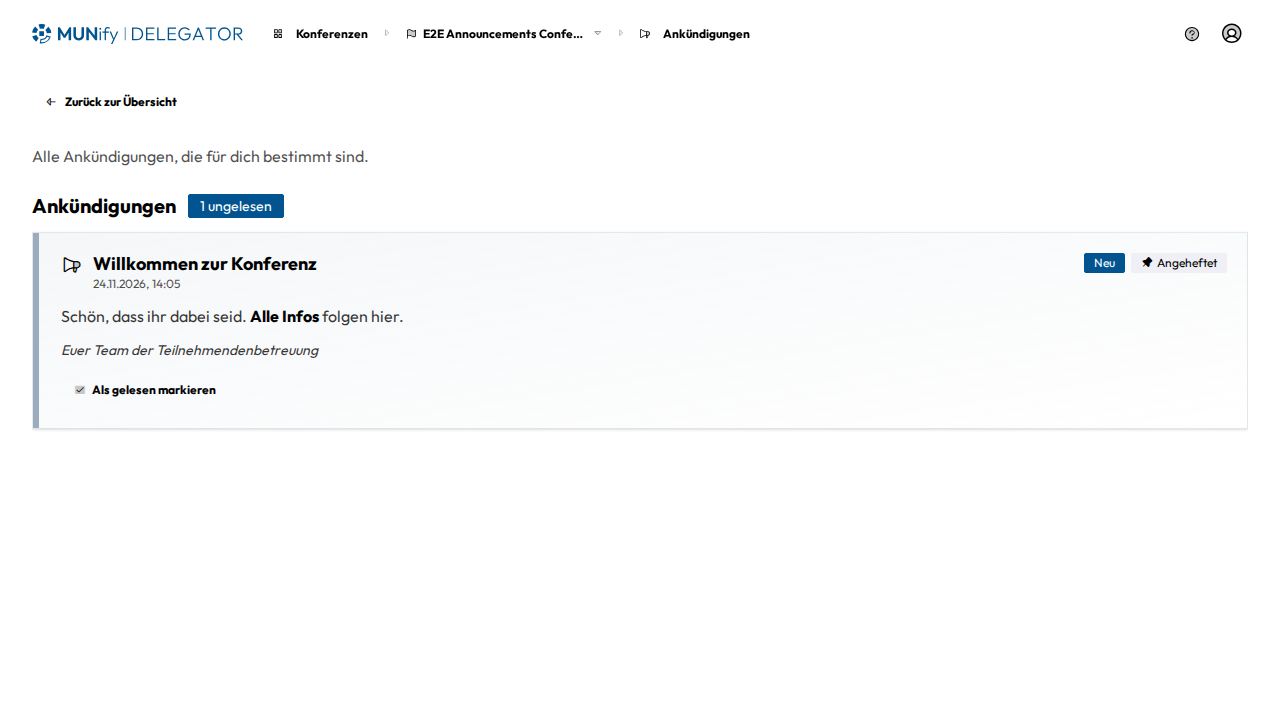 MUNify DELEGATOR
Konferenzen
E2E Announcements Confe...
Ankündigungen
Zurück zur Übersicht
Alle Ankündigungen, die für dich bestimmt sind.
Ankündigungen
1 ungelesen
Willkommen zur Konferenz
Neu
Angeheftet
24.11.2026, 14:05
Schön, dass ihr dabei seid. Alle Infos folgen hier.
Euer Team der Teilnehmendenbetreuung
Als gelesen markieren